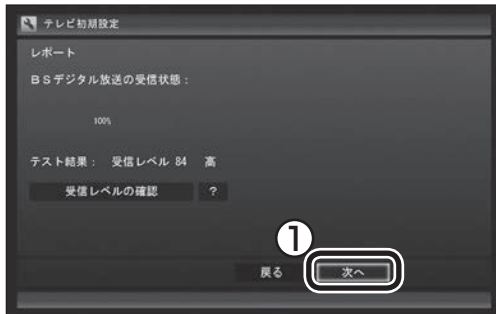 テレビ初期設定
レポート
BSデジタル放送の受信状態：
100%
テスト結果： 受信レベル 84 高
受信レベルの確認 ?
①
戻る 次へ